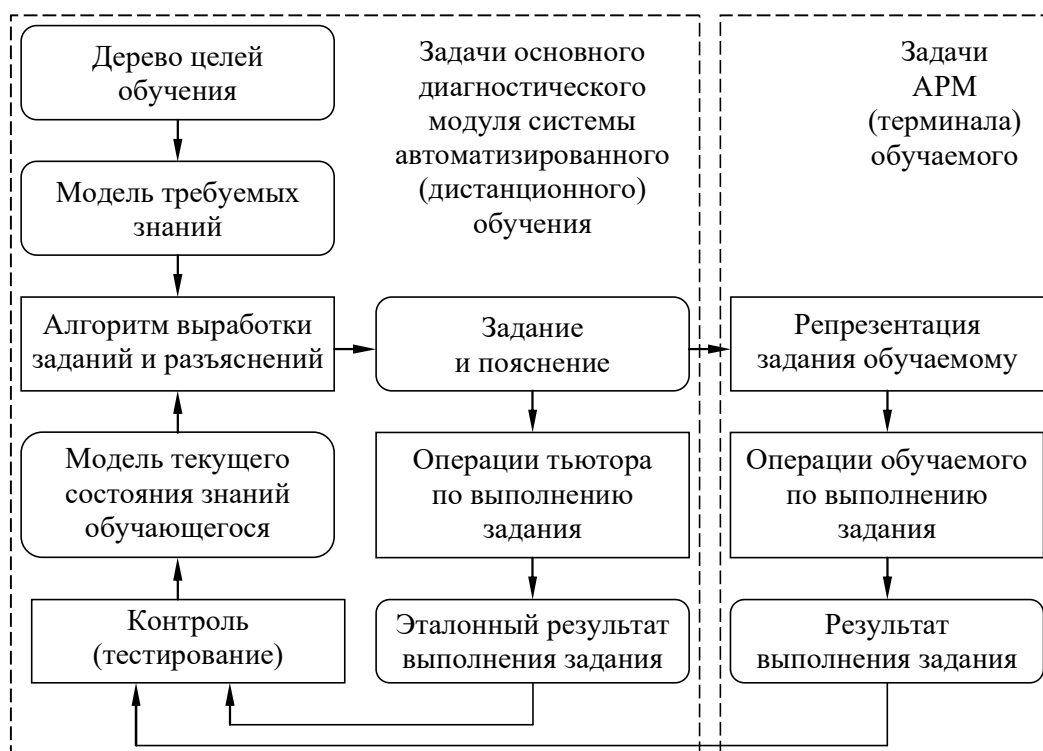 Дерево целей
обучения
Модель требуемых
знаний
Задачи основного
диагностического
модуля системы
автоматизированного
(дистанционного)
обучения
Задачи
АРМ
(терминала)
обучаемого
Алгоритм выработки
заданий и разъяснений
Задание
и пояснение
Репрезентация
задания обучаемому
Модель текущего
состояния знаний
обучающегося
Операции тьютора
по выполнению
задания
Операции обучаемого
по выполнению
задания
Контроль
(тестирование)
Эталонный результат
выполнения задания
Результат
выполнения задания